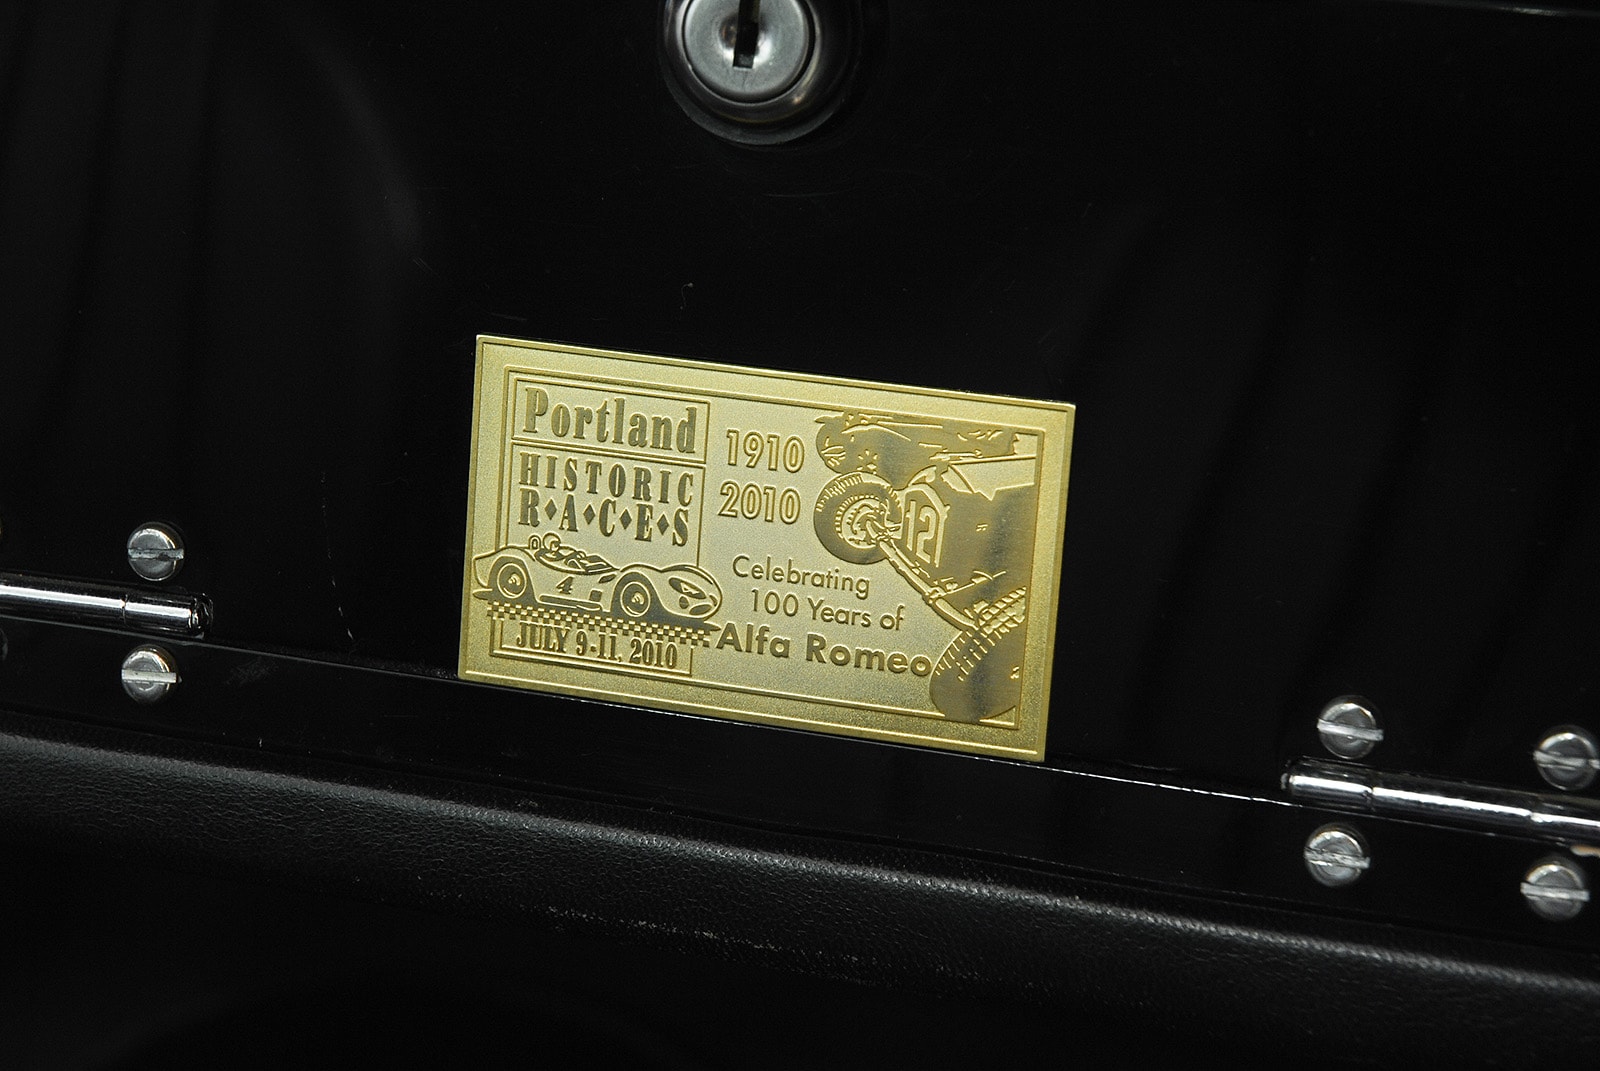 Portland
HISTORIC
R♦A♦C♦E♦S
4
JULY 9-11, 2010
1910
2010
12
Celebrating
100 Years of
Alfa Romeo